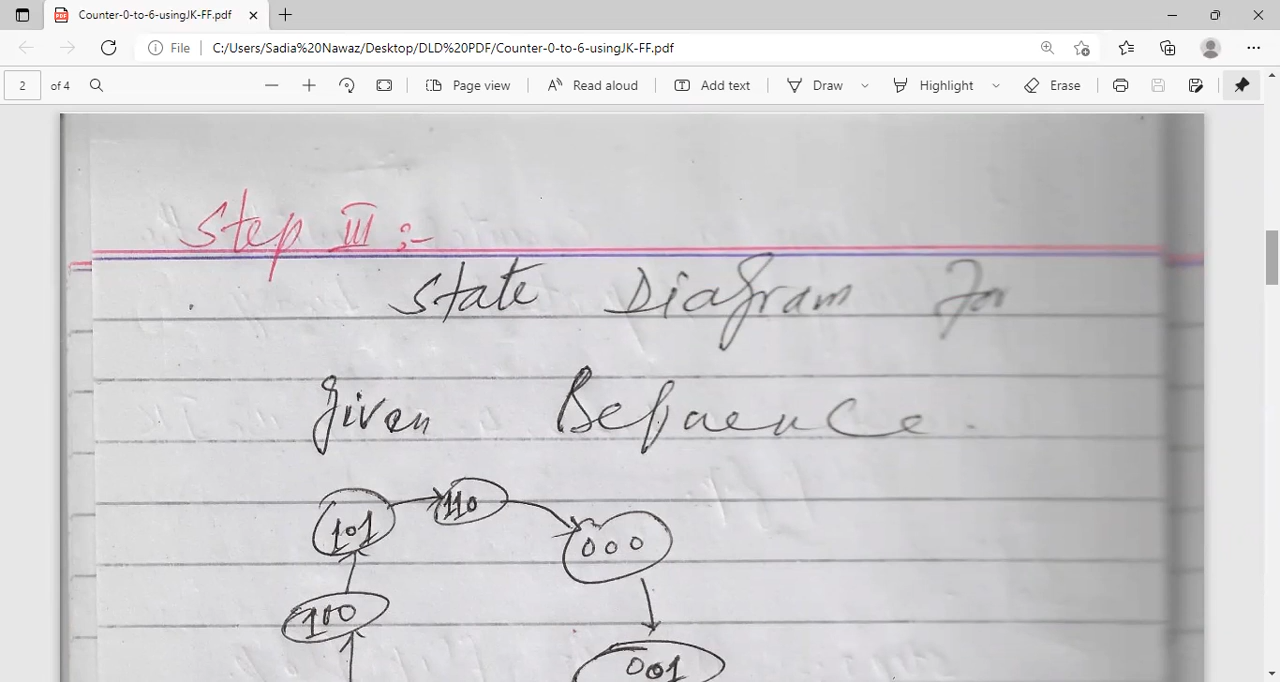 Counter-0-to-6-usingJK-FF.pdf
File C:/Users/Sadia%20Nawaz/Desktop/DLD%20PDF/Counter-0-to-6-usingJK-FF.pdf
2 of 4 Page view Read aloud Add text Draw Highlight Erase
Step III :-
State Diagram for
given Sequence.
101 110 000
100
001